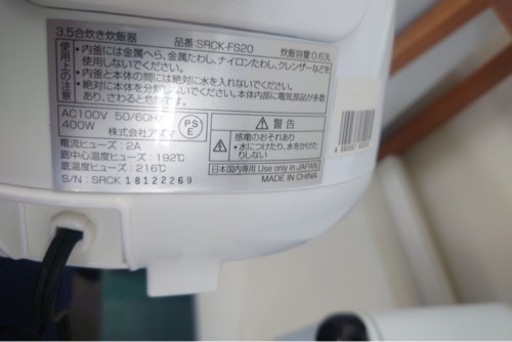 3.5合炊き炊飯器 品番:SRCK-FS20 炊飯容量0.63L
使用上の注意
・内釜には金属へら、金属たわし、ナイロンたわし、クレンザーなどを
使用しないでください。
・内釜と本体の間には絶対に水を入れないでください。
・絶対に本体を分解しないでください。本体内部に電気部品が多数
あり、さわると危険です。
AC100V 50/60Hz
400W 株式会社アズマ
PSE
電流ヒューズ:2A
底中心温度ヒューズ:192℃
底温度ヒューズ:216℃
S/N:SRCK 18122269
警告
感電のおそれあり
・水につけたり、水をかけた
りしない
日本国内専用 Use only in JAPAN
MADE IN CHINA